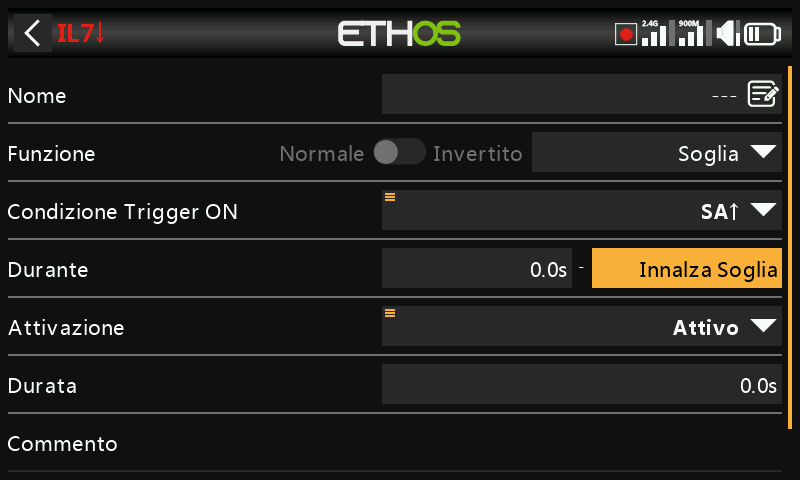 IL7↓ ETHOS 2.4G 900M
Nome ---
Funzione Normale Invertito Soglia
Condizione Trigger ON SA↑
Durante 0.0s - Innalza Soglia
Attivazione Attivo
Durata 0.0s
Commento